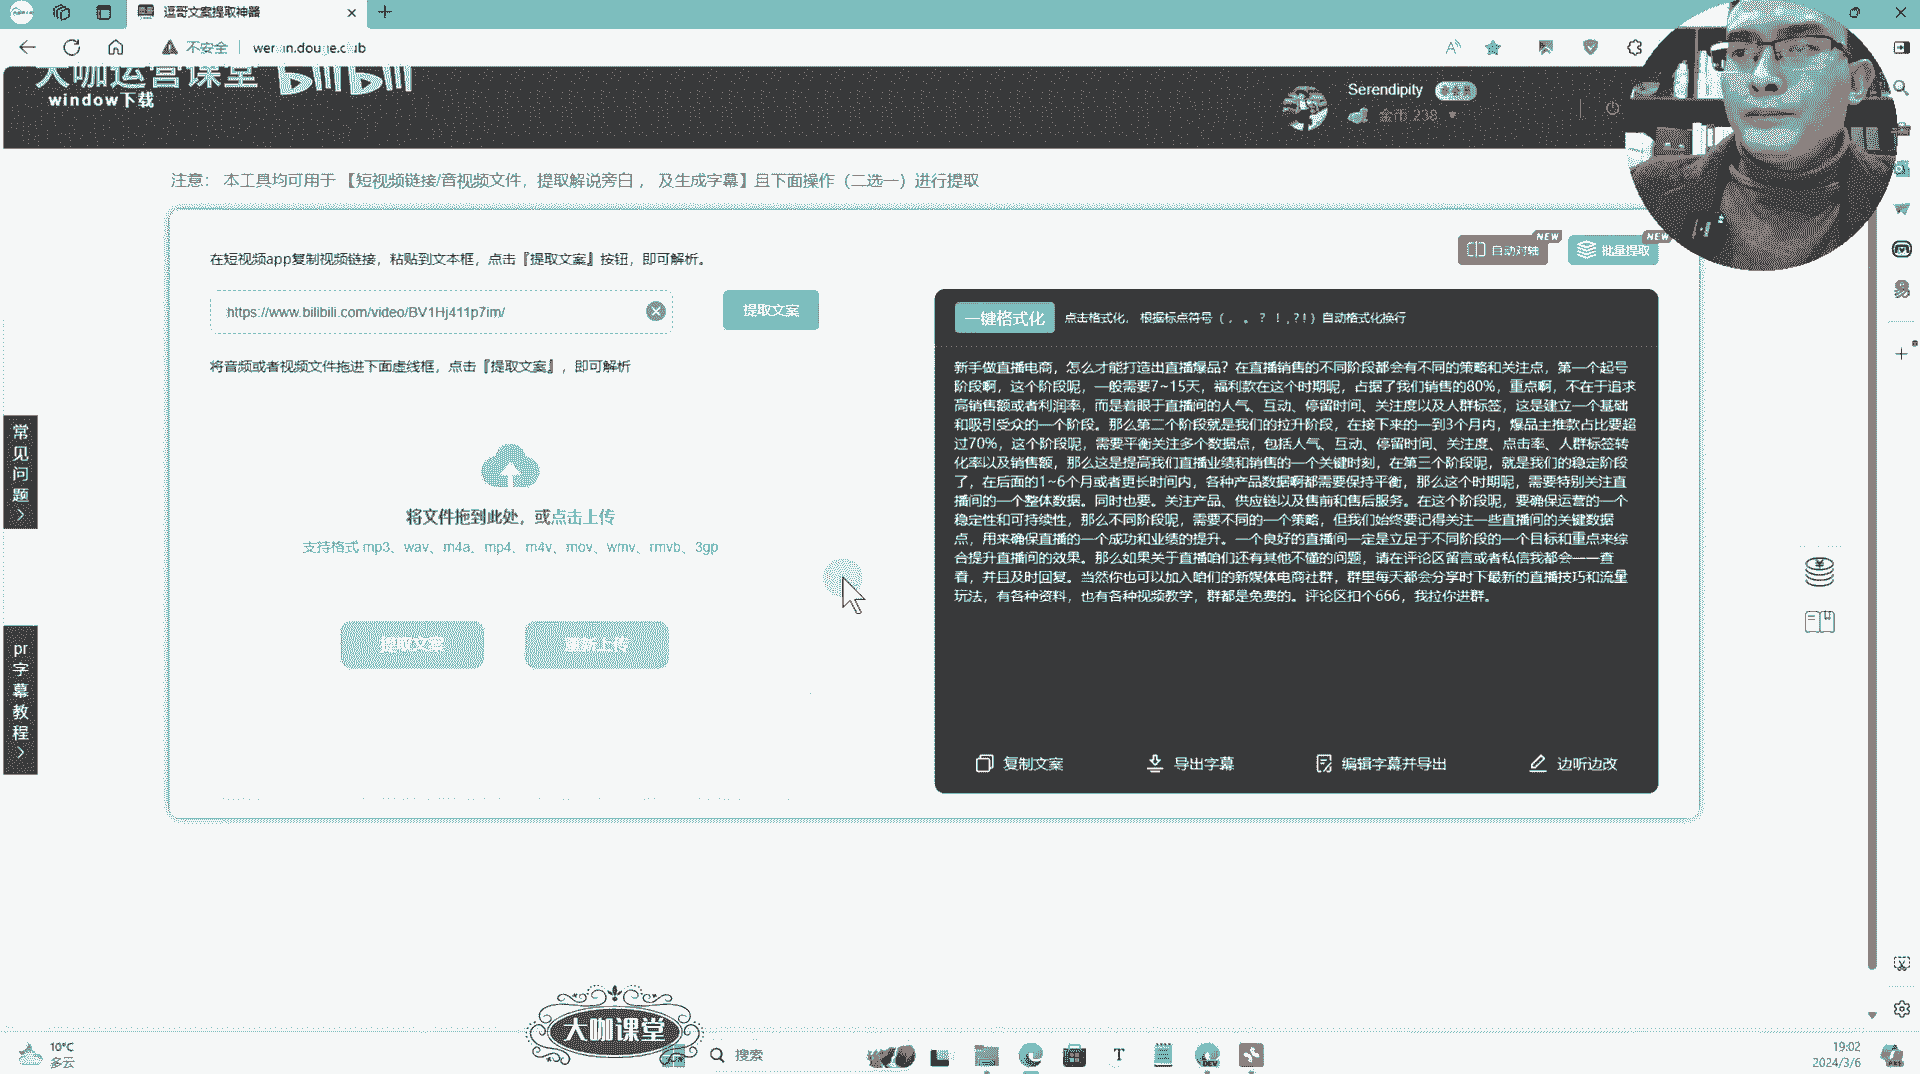 逗哥文案提取神器
不安全
大咖运营课堂 bilibili
window下载
Serendipity
金币 238
注意： 本工具均可用于 【短视频链接/音视频文件，提取解说旁白 ， 及生成字幕】且下面操作（二选一）进行提取
在短视频app复制视频链接，粘贴到文本框，点击『提取文案』按钮，即可解析。
自动对轴 NEW
批量提取 NEW
https://www.bilibili.com/video/BV1Hj411p7im/
提取文案
一键格式化
点击格式化， 根据标点符号（ ， 。 ？ ！ , ? ! ）自动格式化换行
将音频或者视频文件拖进下面虚线框，点击『提取文案』，即可解析
新手做直播电商，怎么才能打造出直播爆品？在直播销售的不同阶段都会有不同的策略和关注点，第一个起号
阶段啊，这个阶段呢，一般需要7~15天，福利款在这个时期呢，占据了我们销售的80%，重点啊，不在于追求
高销售额或者利润率，而是着眼于直播间的人气、互动、停留时间、关注度以及人群标签，这是建立一个基础
和吸引受众的一个阶段。那么第二个阶段就是我们的拉升阶段，在接下来的一到3个月内，爆品主推款占比要超
过70%，这个阶段呢，需要平衡关注多个数据点，包括人气、互动、停留时间、关注度、点击率、人群标签转
化率以及销售额，那么这是提高我们直播业绩和销售的一个关键时刻，在第三个阶段呢，就是我们的稳定阶段
了，在后面的1~6个月或者更长时间内，各种产品数据啊都需要保持平衡，那么这个时期呢，需要特别关注直
播间的一个整体数据。同时也要。关注产品、供应链以及售前和售后服务。在这个阶段呢，要确保运营的一个
稳定性和可持续性，那么不同阶段呢，需要不同的一个策略，但我们始终要记得关注一些直播间的关键数据
点，用来确保直播的一个成功和业绩的提升。一个良好的直播间一定是立足于不同阶段的一个目标和重点来综
合提升直播间的效果。那么如果关于直播咱们还有其他不懂的问题，请在评论区留言或者私信我都会一一查
看，并且及时回复。当然你也可以加入咱们的新媒体电商社群，群里每天都会分享时下最新的直播技巧和流量
玩法，有各种资料，也有各种视频教学，群都是免费的。评论区扣个666，我拉你进群。
常见问题
将文件拖到此处，或点击上传
支持格式 mp3、wav、m4a、mp4、m4v、mov、wmv、rmvb、3gp
提取文案
重新上传
pr字幕教程
复制文案
导出字幕
编辑字幕并导出
边听边改
大咖课堂
10°C
多云
搜索
19:02
2024/3/6